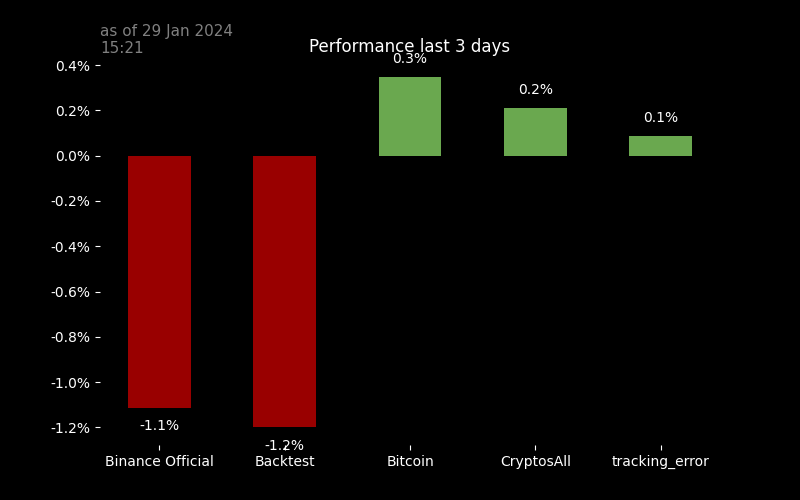 as of 29 Jan 2024
15:21
Performance last 3 days
0.4%
0.2%
0.0%
-0.2%
-0.4%
-0.6%
-0.8%
-1.0%
-1.2%
-1.1%
-1.2%
0.3%
0.2%
0.1%
Binance Official
Backtest
Bitcoin
CryptosAll
tracking_error